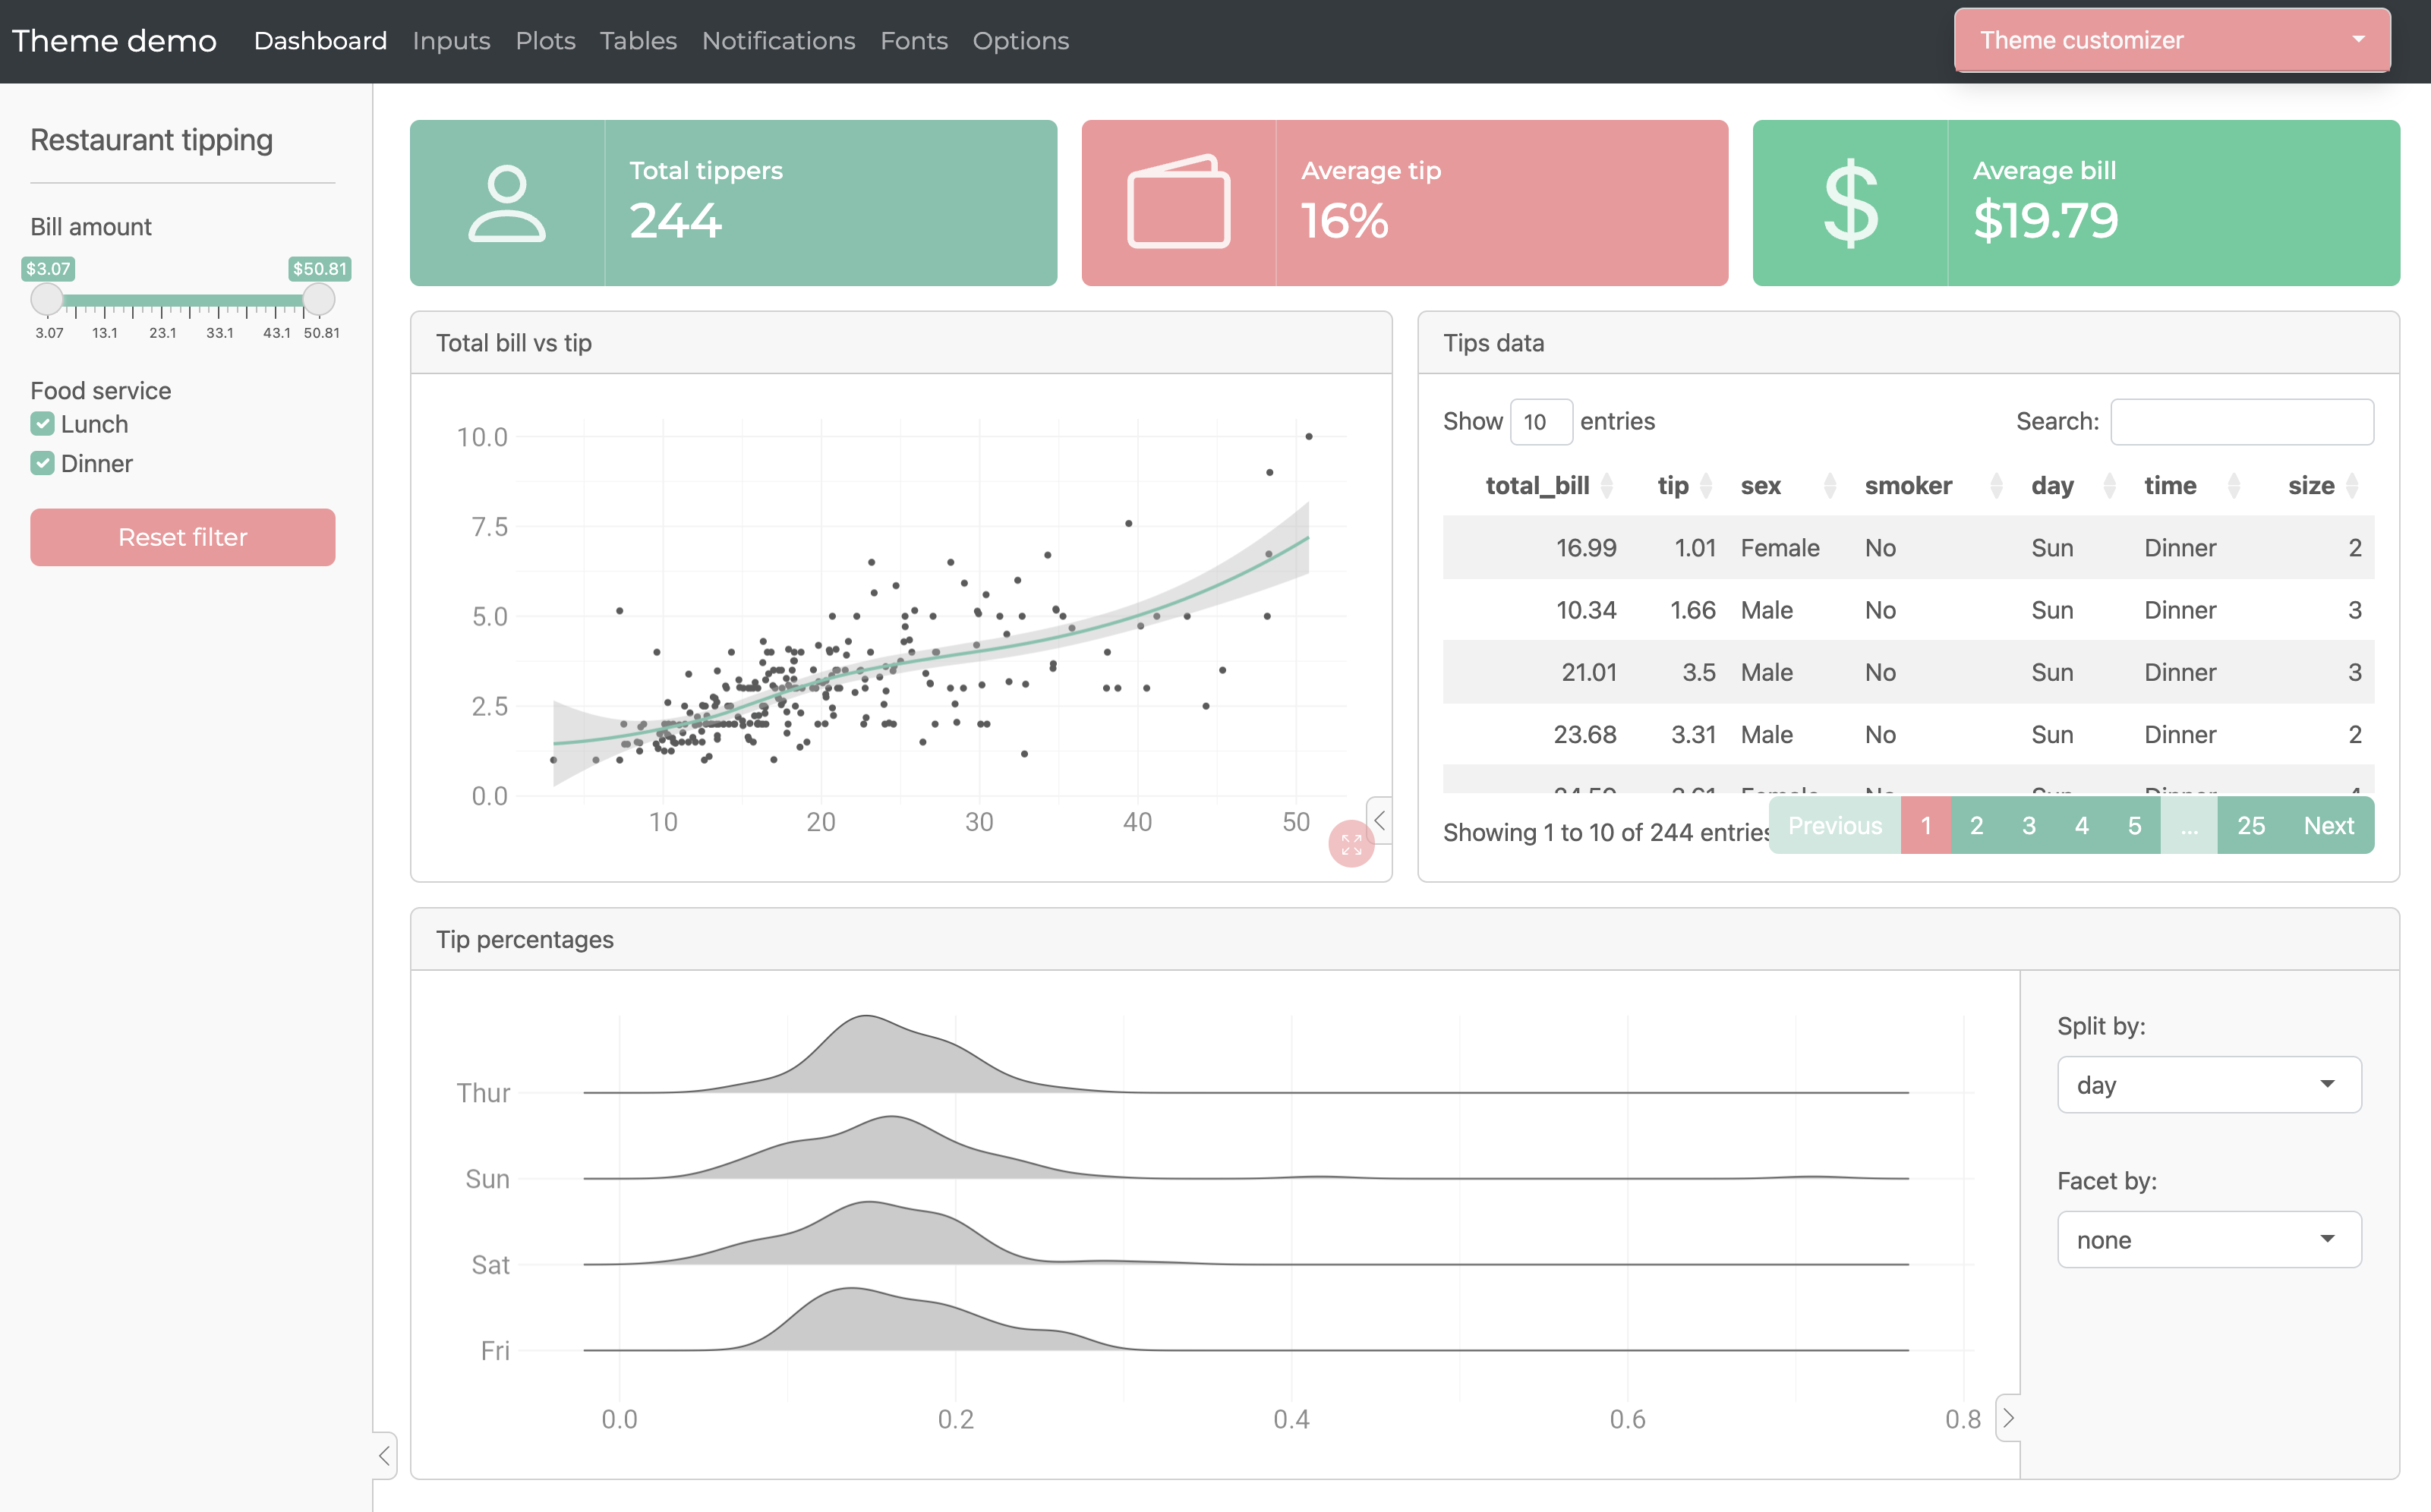 Theme demo Dashboard Inputs Plots Tables Notifications Fonts Options Theme customizer
Restaurant tipping
Bill amount
$3.07 $50.81
3.07 13.1 23.1 33.1 43.1 50.81
Food service
Lunch
Dinner
Reset filter
Total tippers
244
Average tip
16%
$
Average bill
$19.79
Total bill vs tip
10.0
7.5
5.0
2.5
0.0
10 20 30 40 50
Tips data
Show 10 entries Search:
total_bill tip sex smoker day time size
16.99 1.01 Female No Sun Dinner 2
10.34 1.66 Male No Sun Dinner 3
21.01 3.5 Male No Sun Dinner 3
23.68 3.31 Male No Sun Dinner 2
Showing 1 to 10 of 244 entries Previous 1 2 3 4 5 ... 25 Next
Tip percentages
Thur
Sun
Sat
Fri
0.0 0.2 0.4 0.6 0.8
Split by:
day
Facet by:
none